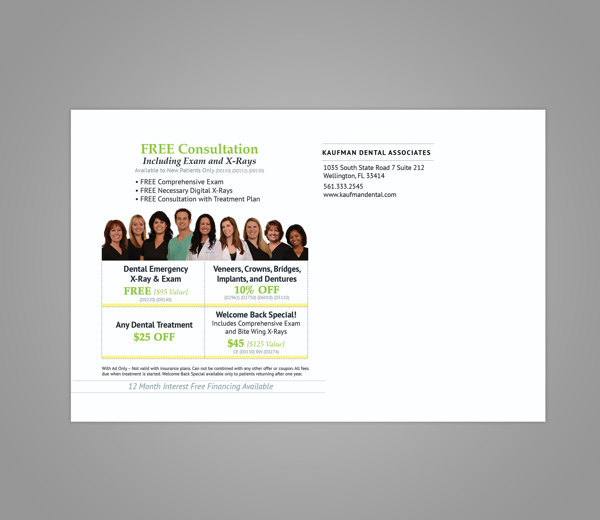 FREE Consultation
Including Exam and X-Rays
Available to New Patients Only (D0150) (D0212) (D9150)
• FREE Comprehensive Exam
• FREE Necessary Digital X-Rays
• FREE Consultation with Treatment Plan
Dental Emergency
X-Ray & Exam
FREE [$95 Value]
(D0220) (D0140)
Veneers, Crowns, Bridges,
Implants, and Dentures
10% OFF
(D2962) (D2750) (D6010) (D5110)
Any Dental Treatment
$25 OFF
Welcome Back Special!
Includes Comprehensive Exam
and Bite Wing X-Rays
$45 [$125 Value]
CE (D0150) BW (D0274)
With Ad Only – Not valid with insurance plans. Can not be combined with any other offer or coupon. All fees
due when treatment is started. Welcome Back Special available only to patients returning after one year.
12 Month Interest Free Financing Available
KAUFMAN DENTAL ASSOCIATES
1035 South State Road 7 Suite 212
Wellington, FL 33414
561.333.2545
www.kaufmandental.com